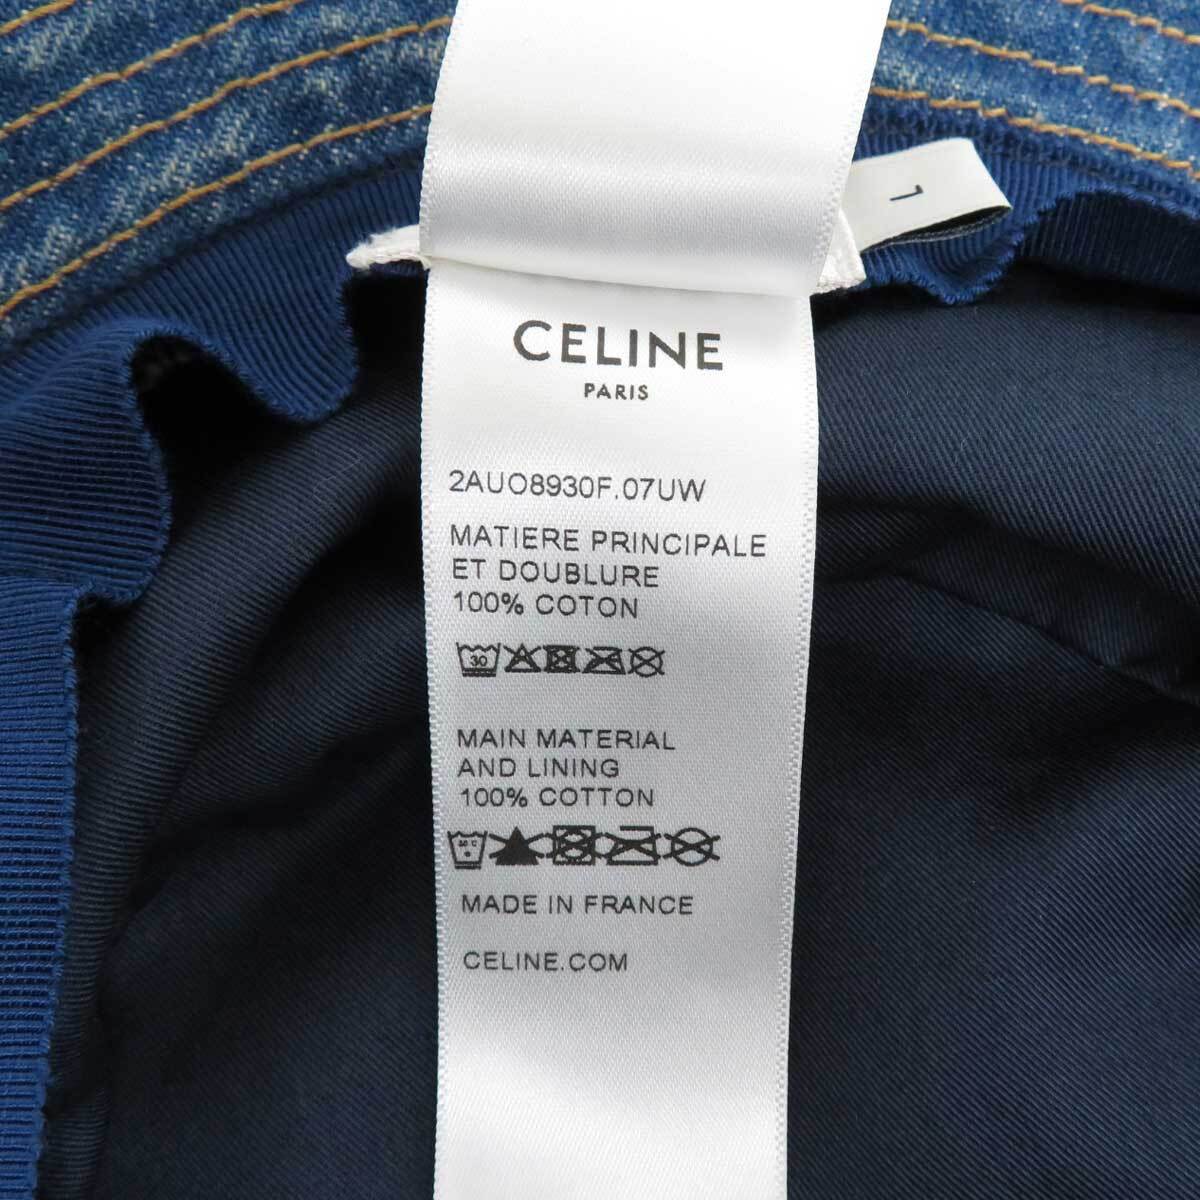 CELINE
PARIS
2AUO8930F.07UW
MATIERE PRINCIPALE
ET DOUBLURE
100% COTON
30
MAIN MATERIAL
AND LINING
100% COTTON
MADE IN FRANCE
CELINE.COM